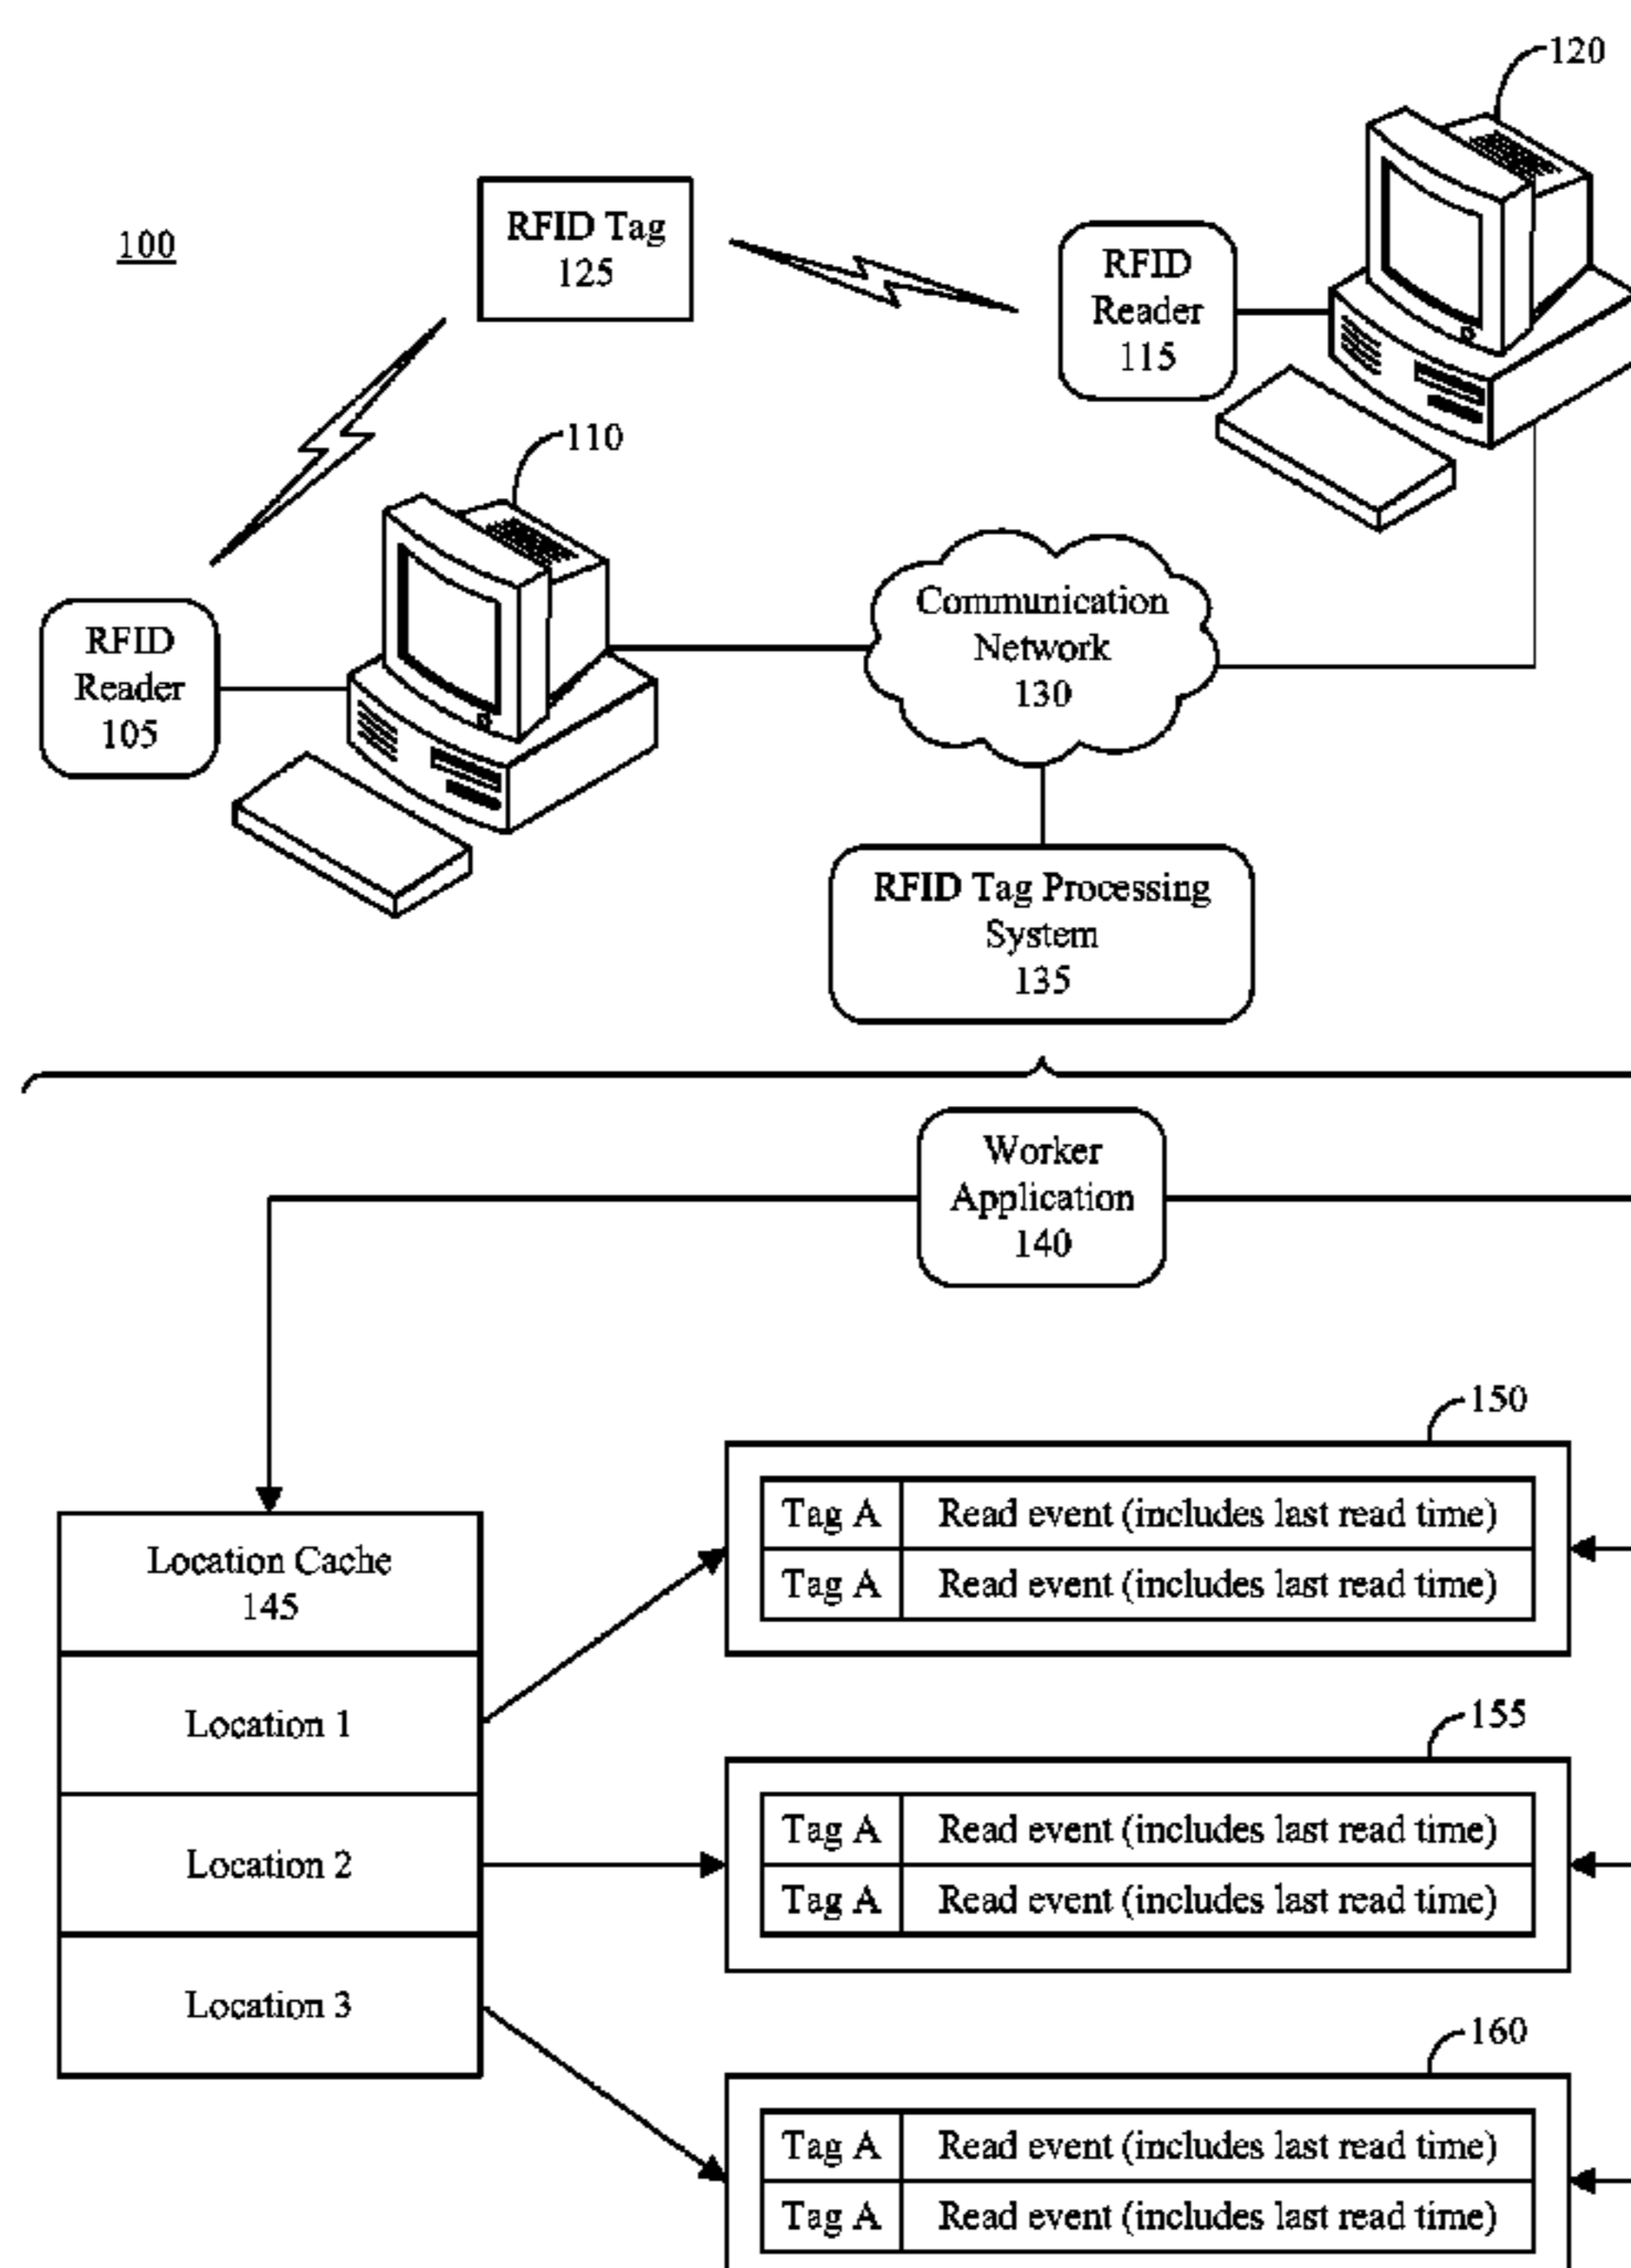 120
100
RFID Tag
125
RFID
Reader
115
110
RFID
Reader
105
Communication
Network
130
RFID Tag Processing
System
135
Worker
Application
140
Location Cache
145
Location 1
Location 2
Location 3
150
Tag A Read event (includes last read time)
Tag A Read event (includes last read time)
155
Tag A Read event (includes last read time)
Tag A Read event (includes last read time)
160
Tag A Read event (includes last read time)
Tag A Read event (includes last read time)